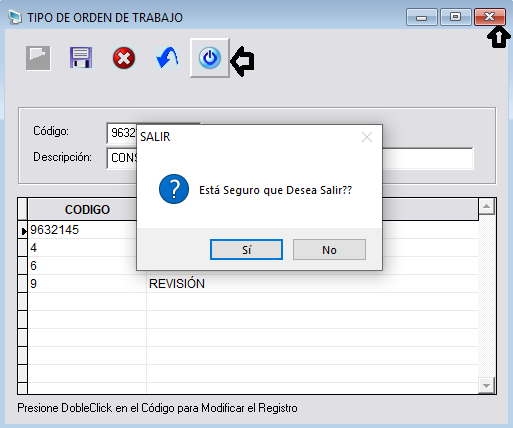 TIPO DE ORDEN DE TRABAJO
Código:
9632
Descripción:
CONS
SALIR
Está Seguro que Desea Salir??
Sí
No
CODIGO
9632145
4
6
9
REVISIÓN
Presione DobleClick en el Código para Modificar el Registro